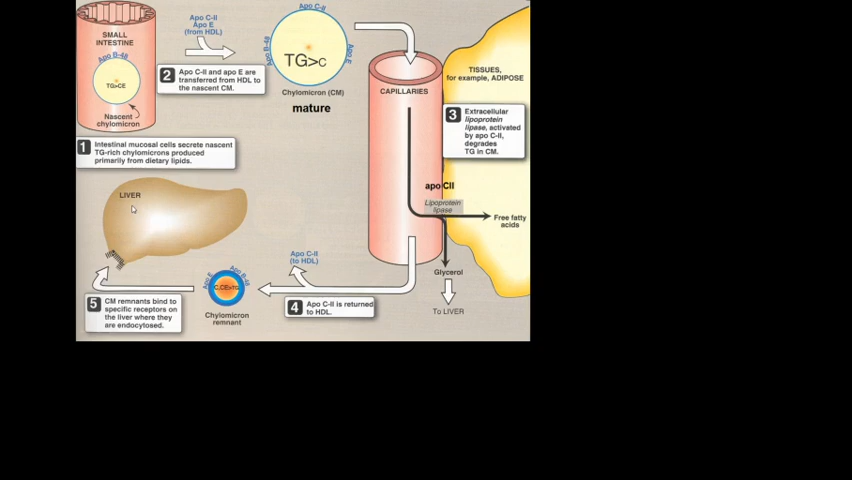 SMALL
INTESTINE
Apo B-48
TG>CE
Nascent
chylomicron
1 Intestinal mucosal cells secrete nascent
TG-rich chylomicrons produced
primarily from dietary lipids.
Apo C-II
Apo E
(from HDL)
2 Apo C-II and apo E are
transferred from HDL to
the nascent CM.
Apo C-II
Apo B-48
Apo E
TG>C
Chylomicron (CM)
mature
CAPILLARIES
TISSUES,
for example, ADIPOSE
3 Extracellular
lipoprotein
lipase, activated
by apo C-II,
degrades
TG in CM.
apo CII
Lipoprotein
lipase
Free fatty
acids
Glycerol
To LIVER
Apo C-II
(to HDL)
4 Apo C-II is returned
to HDL.
Apo E
Apo B-48
C,CE>TG
Chylomicron
remnant
LIVER
5 CM remnants bind to
specific receptors on
the liver where they
are endocytosed.